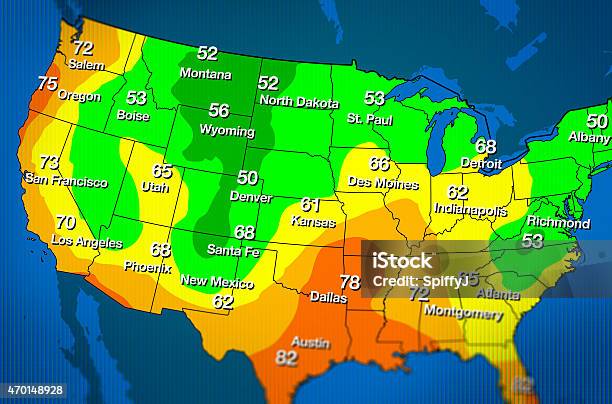 72
Salem
52
Montana
75
Oregon
53
Boise
52
North Dakota
53
St. Paul
56
Wyoming
50
Albany
68
Detroit
73
San Francisco
65
Utah
50
Denver
66
Des Moines
62
Indianapolis
61
Kansas
70
Los Angeles
68
Phoenix
68
Santa Fe
New Mexico
62
Richmond
53
iStock
Credit: SpiffyJ
78
Dallas
72
Montgomery
Atlanta
Austin
82
470148928